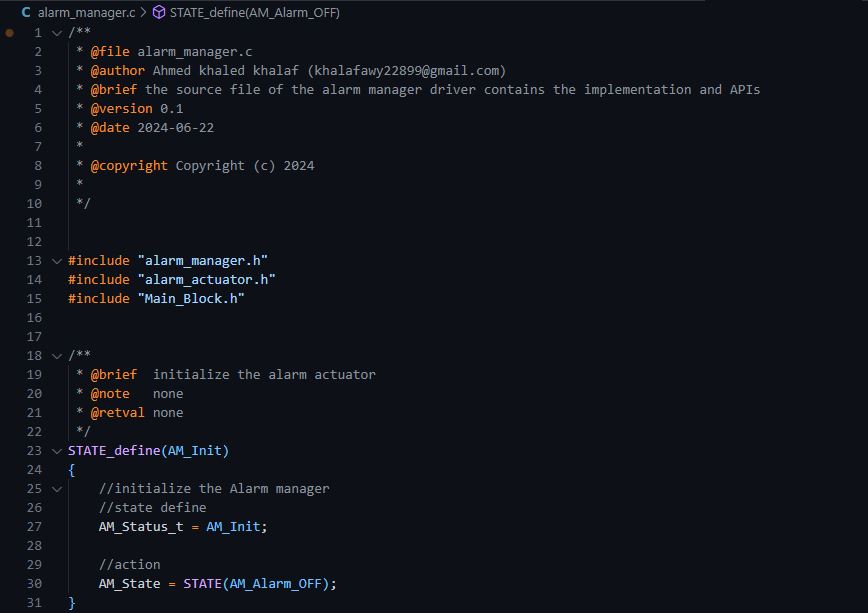 C alarm_manager.c > STATE_define(AM_Alarm_OFF)
1 /**
2 * @file alarm_manager.c
3 * @author Ahmed khaled khalaf (khalafawy22899@gmail.com)
4 * @brief the source file of the alarm manager driver contains the implementation and APIs
5 * @version 0.1
6 * @date 2024-06-22
7 *
8 * @copyright Copyright (c) 2024
9 *
10 */
11
12
13 #include "alarm_manager.h"
14 #include "alarm_actuator.h"
15 #include "Main_Block.h"
16
17
18 /**
19 * @brief  initialize the alarm actuator
20 * @note   none
21 * @retval none
22 */
23 STATE_define(AM_Init)
24 {
25     //initialize the Alarm manager
26     //state define
27     AM_Status_t = AM_Init;
28
29     //action
30     AM_State = STATE(AM_Alarm_OFF);
31 }